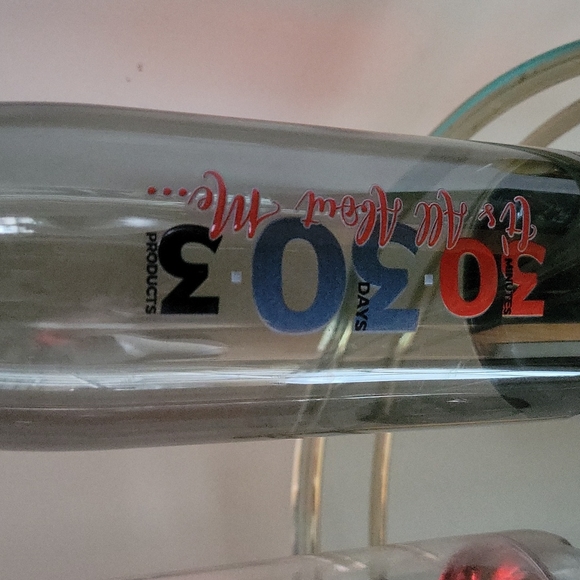 It's All About Me...
30 · 30 · 3
MINUTES DAYS PRODUCTS